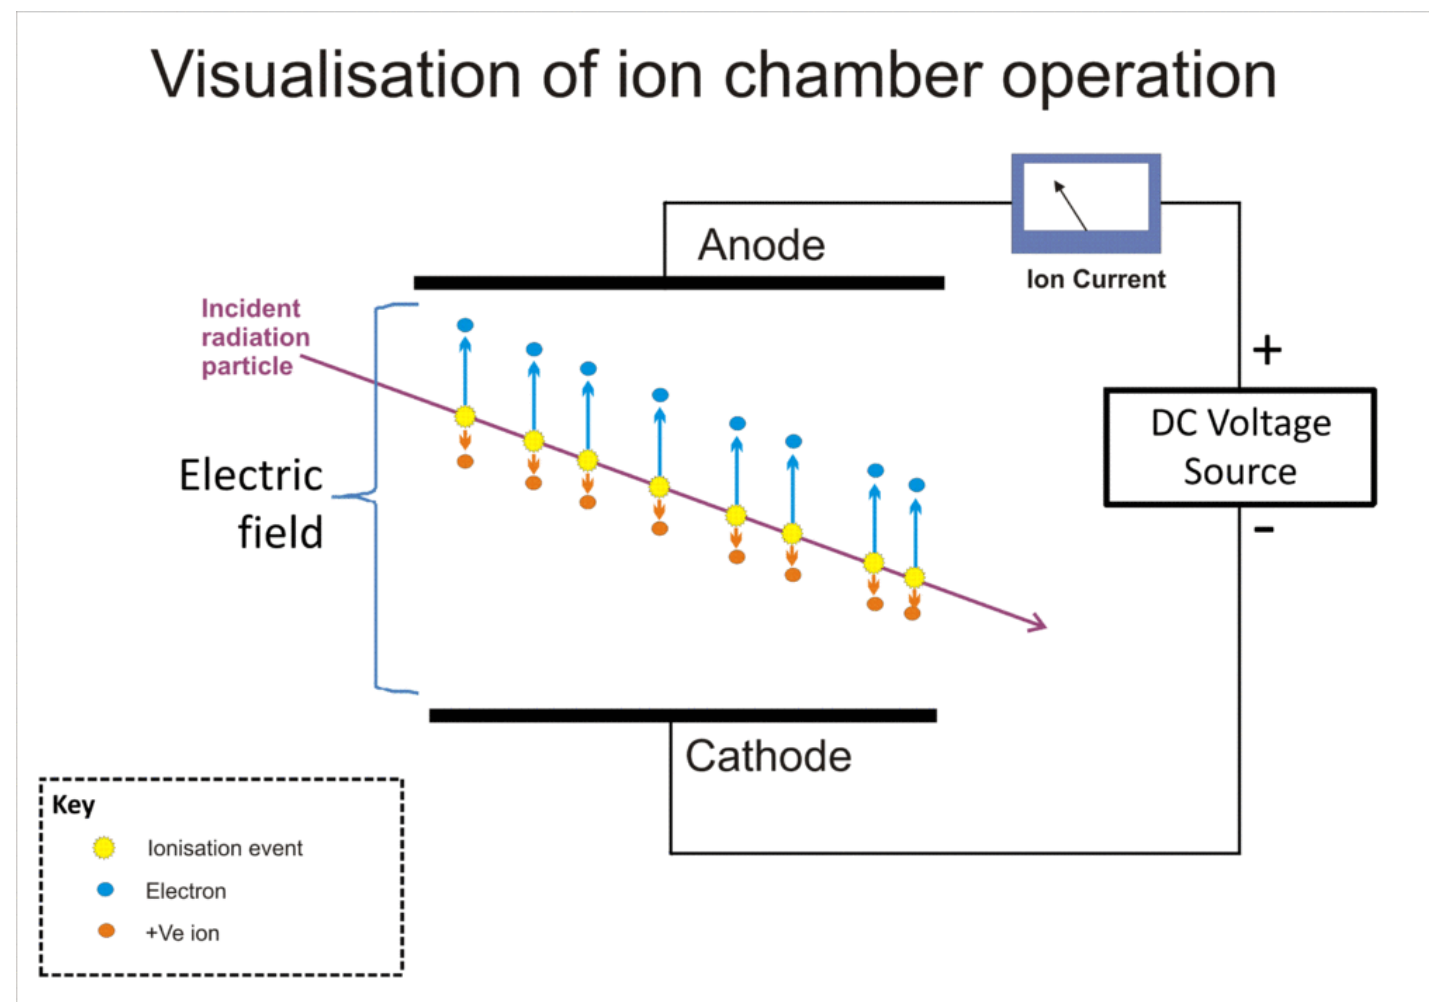 Visualisation of ion chamber operation
Anode
Ion Current
Incident
radiation
particle
+
DC Voltage
Source
-
Electric
field
Cathode
Key
Ionisation event
Electron
+Ve ion